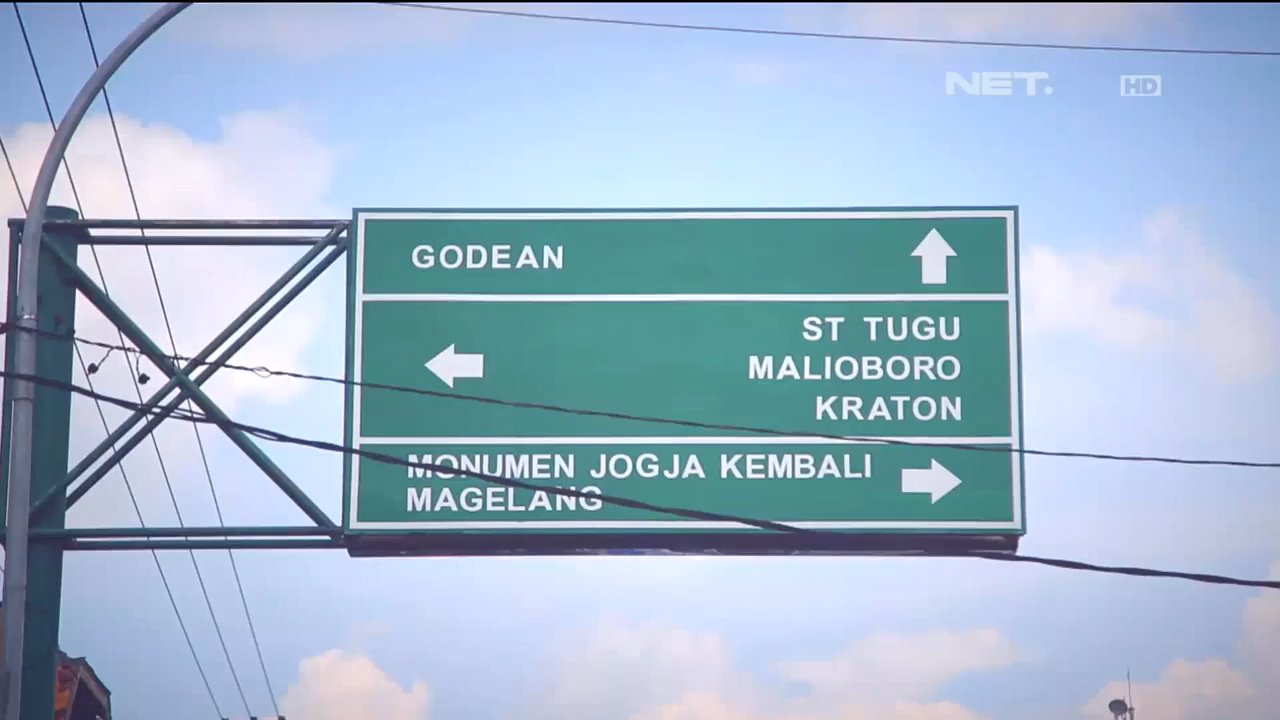 NET. HD
GODEAN
ST TUGU
MALIOBORO
KRATON
MONUMEN JOGJA KEMBALI
MAGELANG